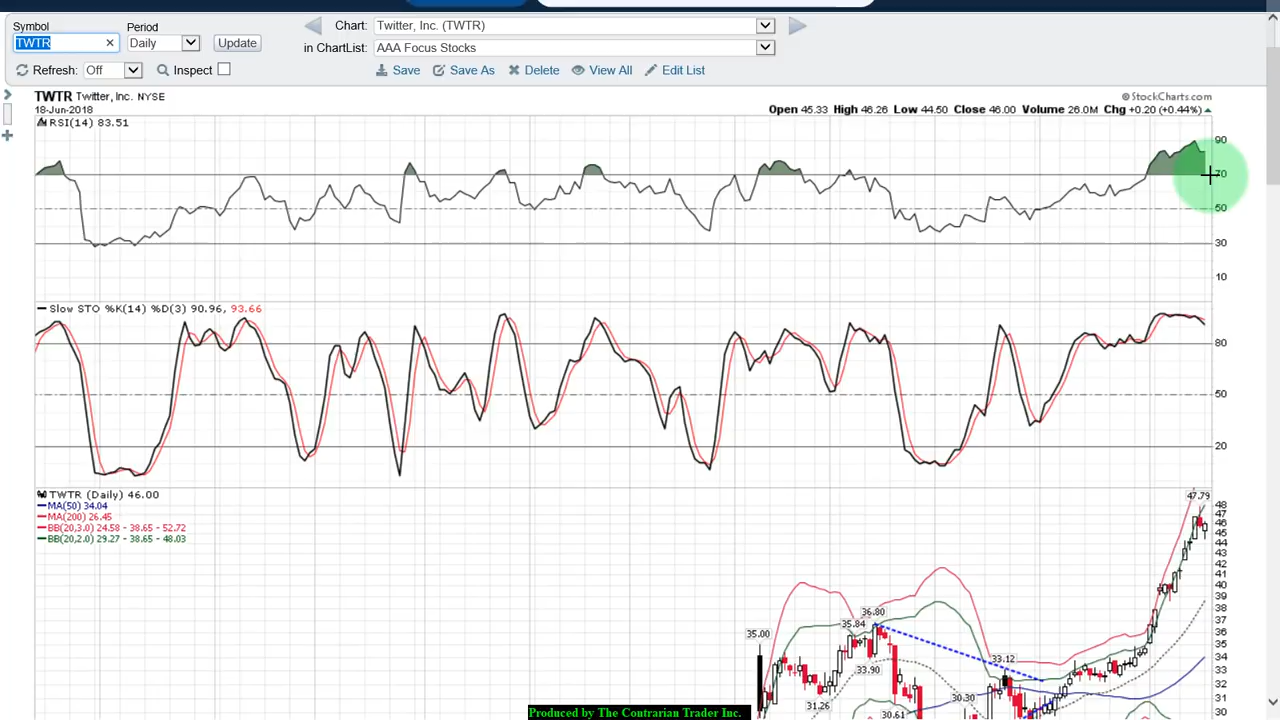 Symbol
Period
TWTR ×
Daily
Update
Chart: Twitter, Inc. (TWTR)
in ChartList: AAA Focus Stocks
Refresh: Off
Inspect
Save
Save As
Delete
View All
Edit List
TWTR Twitter, Inc. NYSE
© StockCharts.com
18-Jun-2018
Open 45.33 High 46.26 Low 44.50 Close 46.00 Volume 26.0M Chg +0.20 (+0.44%)
RSI(14) 83.51
90
70
50
30
10
Slow STO %K(14) %D(3) 90.96, 93.66
80
50
20
TWTR (Daily) 46.00
MA(50) 34.04
MA(200) 26.45
BB(20,3.0) 24.58 - 38.65 - 52.72
BB(20,2.0) 29.27 - 38.65 - 48.03
47.79
48
47
46
45
44
43
42
41
40
39
38
37
36
35
34
33
32
31
30
36.80
35.84
35.00
33.12
33.90
30.30
31.26
30.61
Produced by The Contrarian Trader Inc.